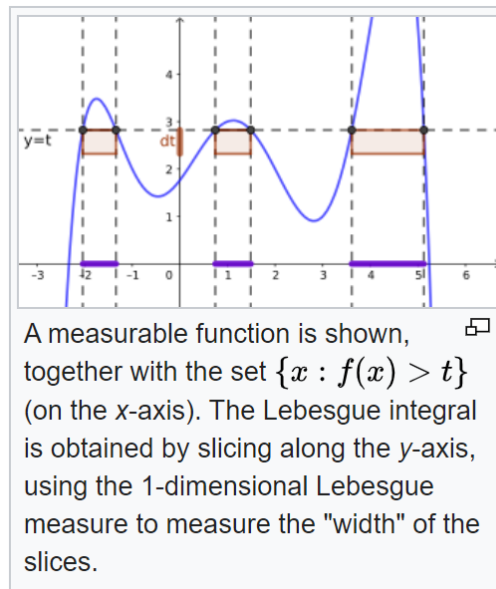 4
3
y=t
dt
2
1
-3 -2 -1 0 1 2 3 4 5 6
A measurable function is shown,
together with the set {x : f(x) > t}
(on the x-axis). The Lebesgue integral
is obtained by slicing along the y-axis,
using the 1-dimensional Lebesgue
measure to measure the "width" of the
slices.